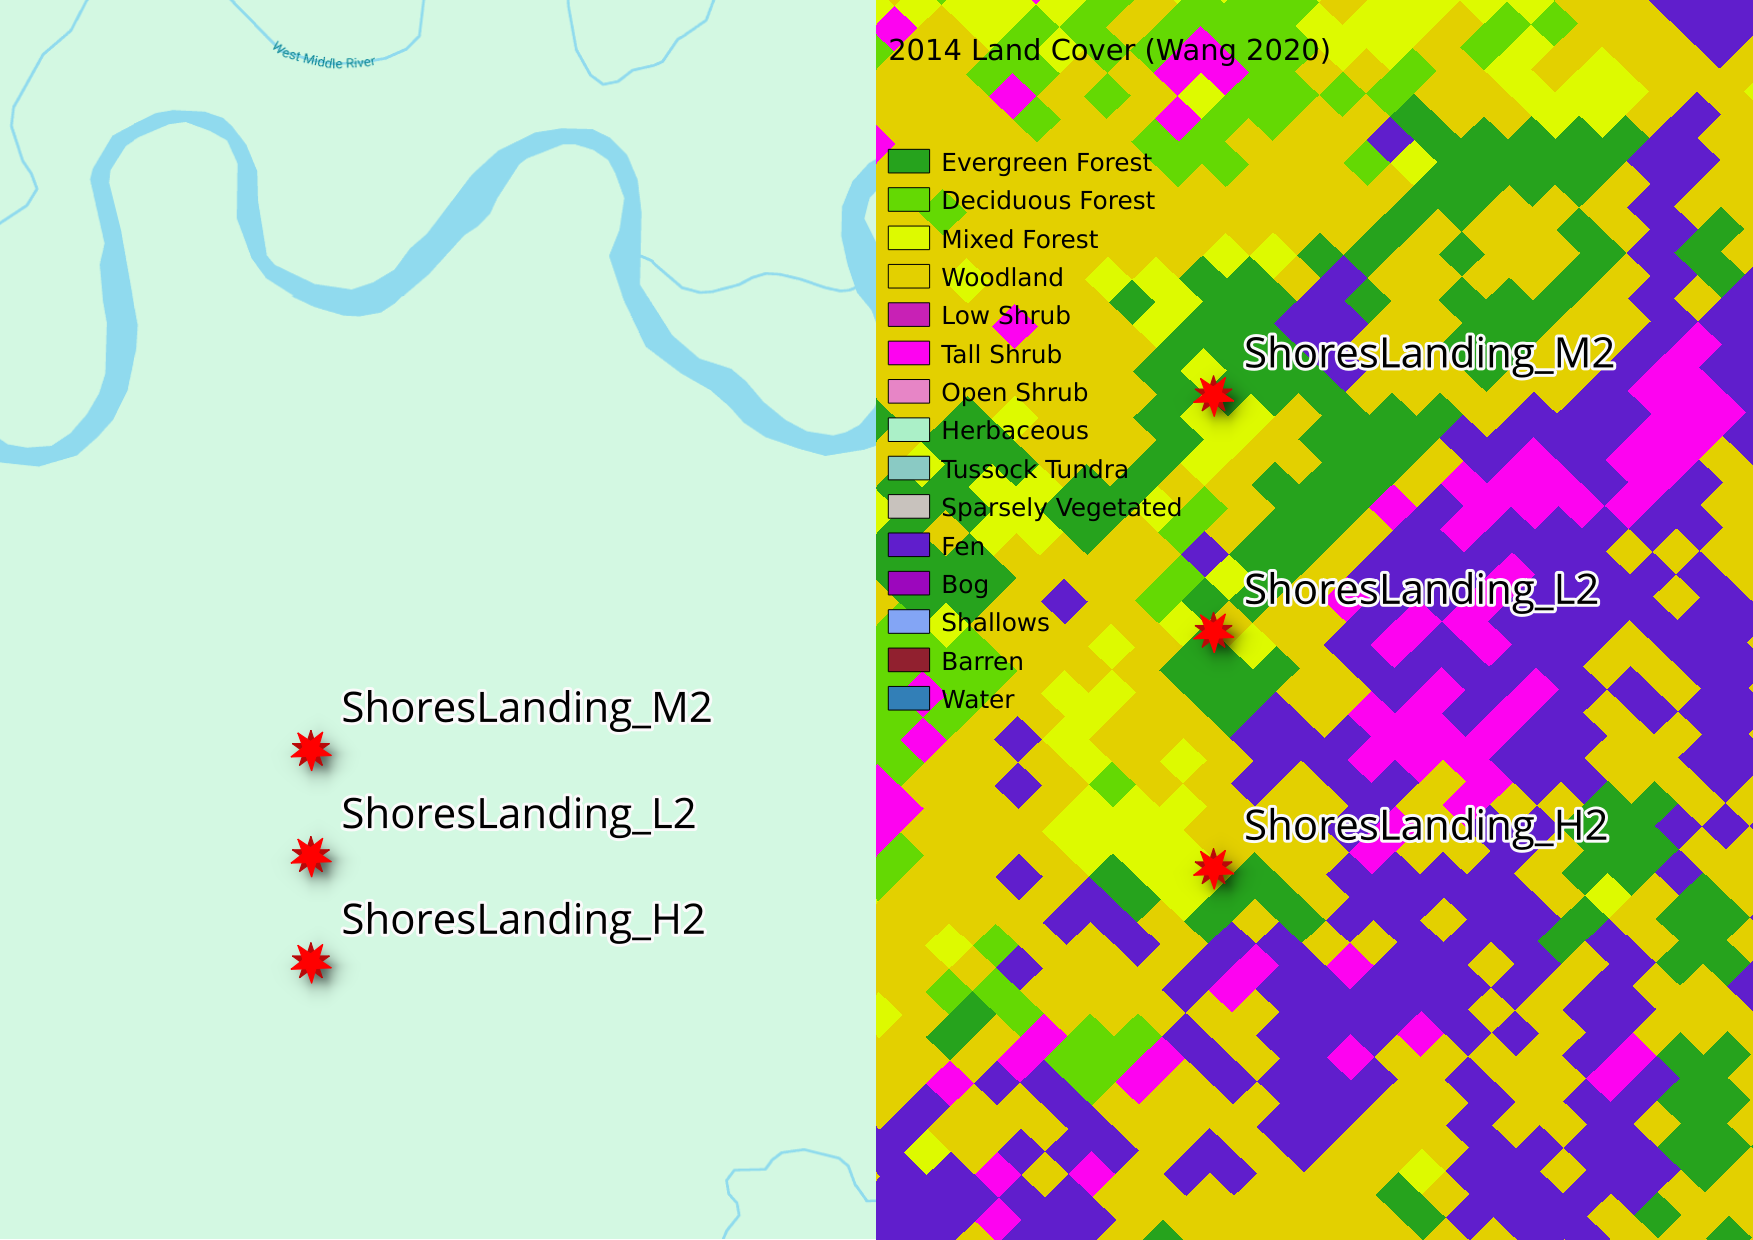 West Middle River
ShoresLanding_M2
ShoresLanding_L2
ShoresLanding_H2
2014 Land Cover (Wang 2020)
Evergreen Forest
Deciduous Forest
Mixed Forest
Woodland
Low Shrub
Tall Shrub
Open Shrub
Herbaceous
Tussock Tundra
Sparsely Vegetated
Fen
Bog
Shallows
Barren
Water
ShoresLanding_M2
ShoresLanding_L2
ShoresLanding_H2